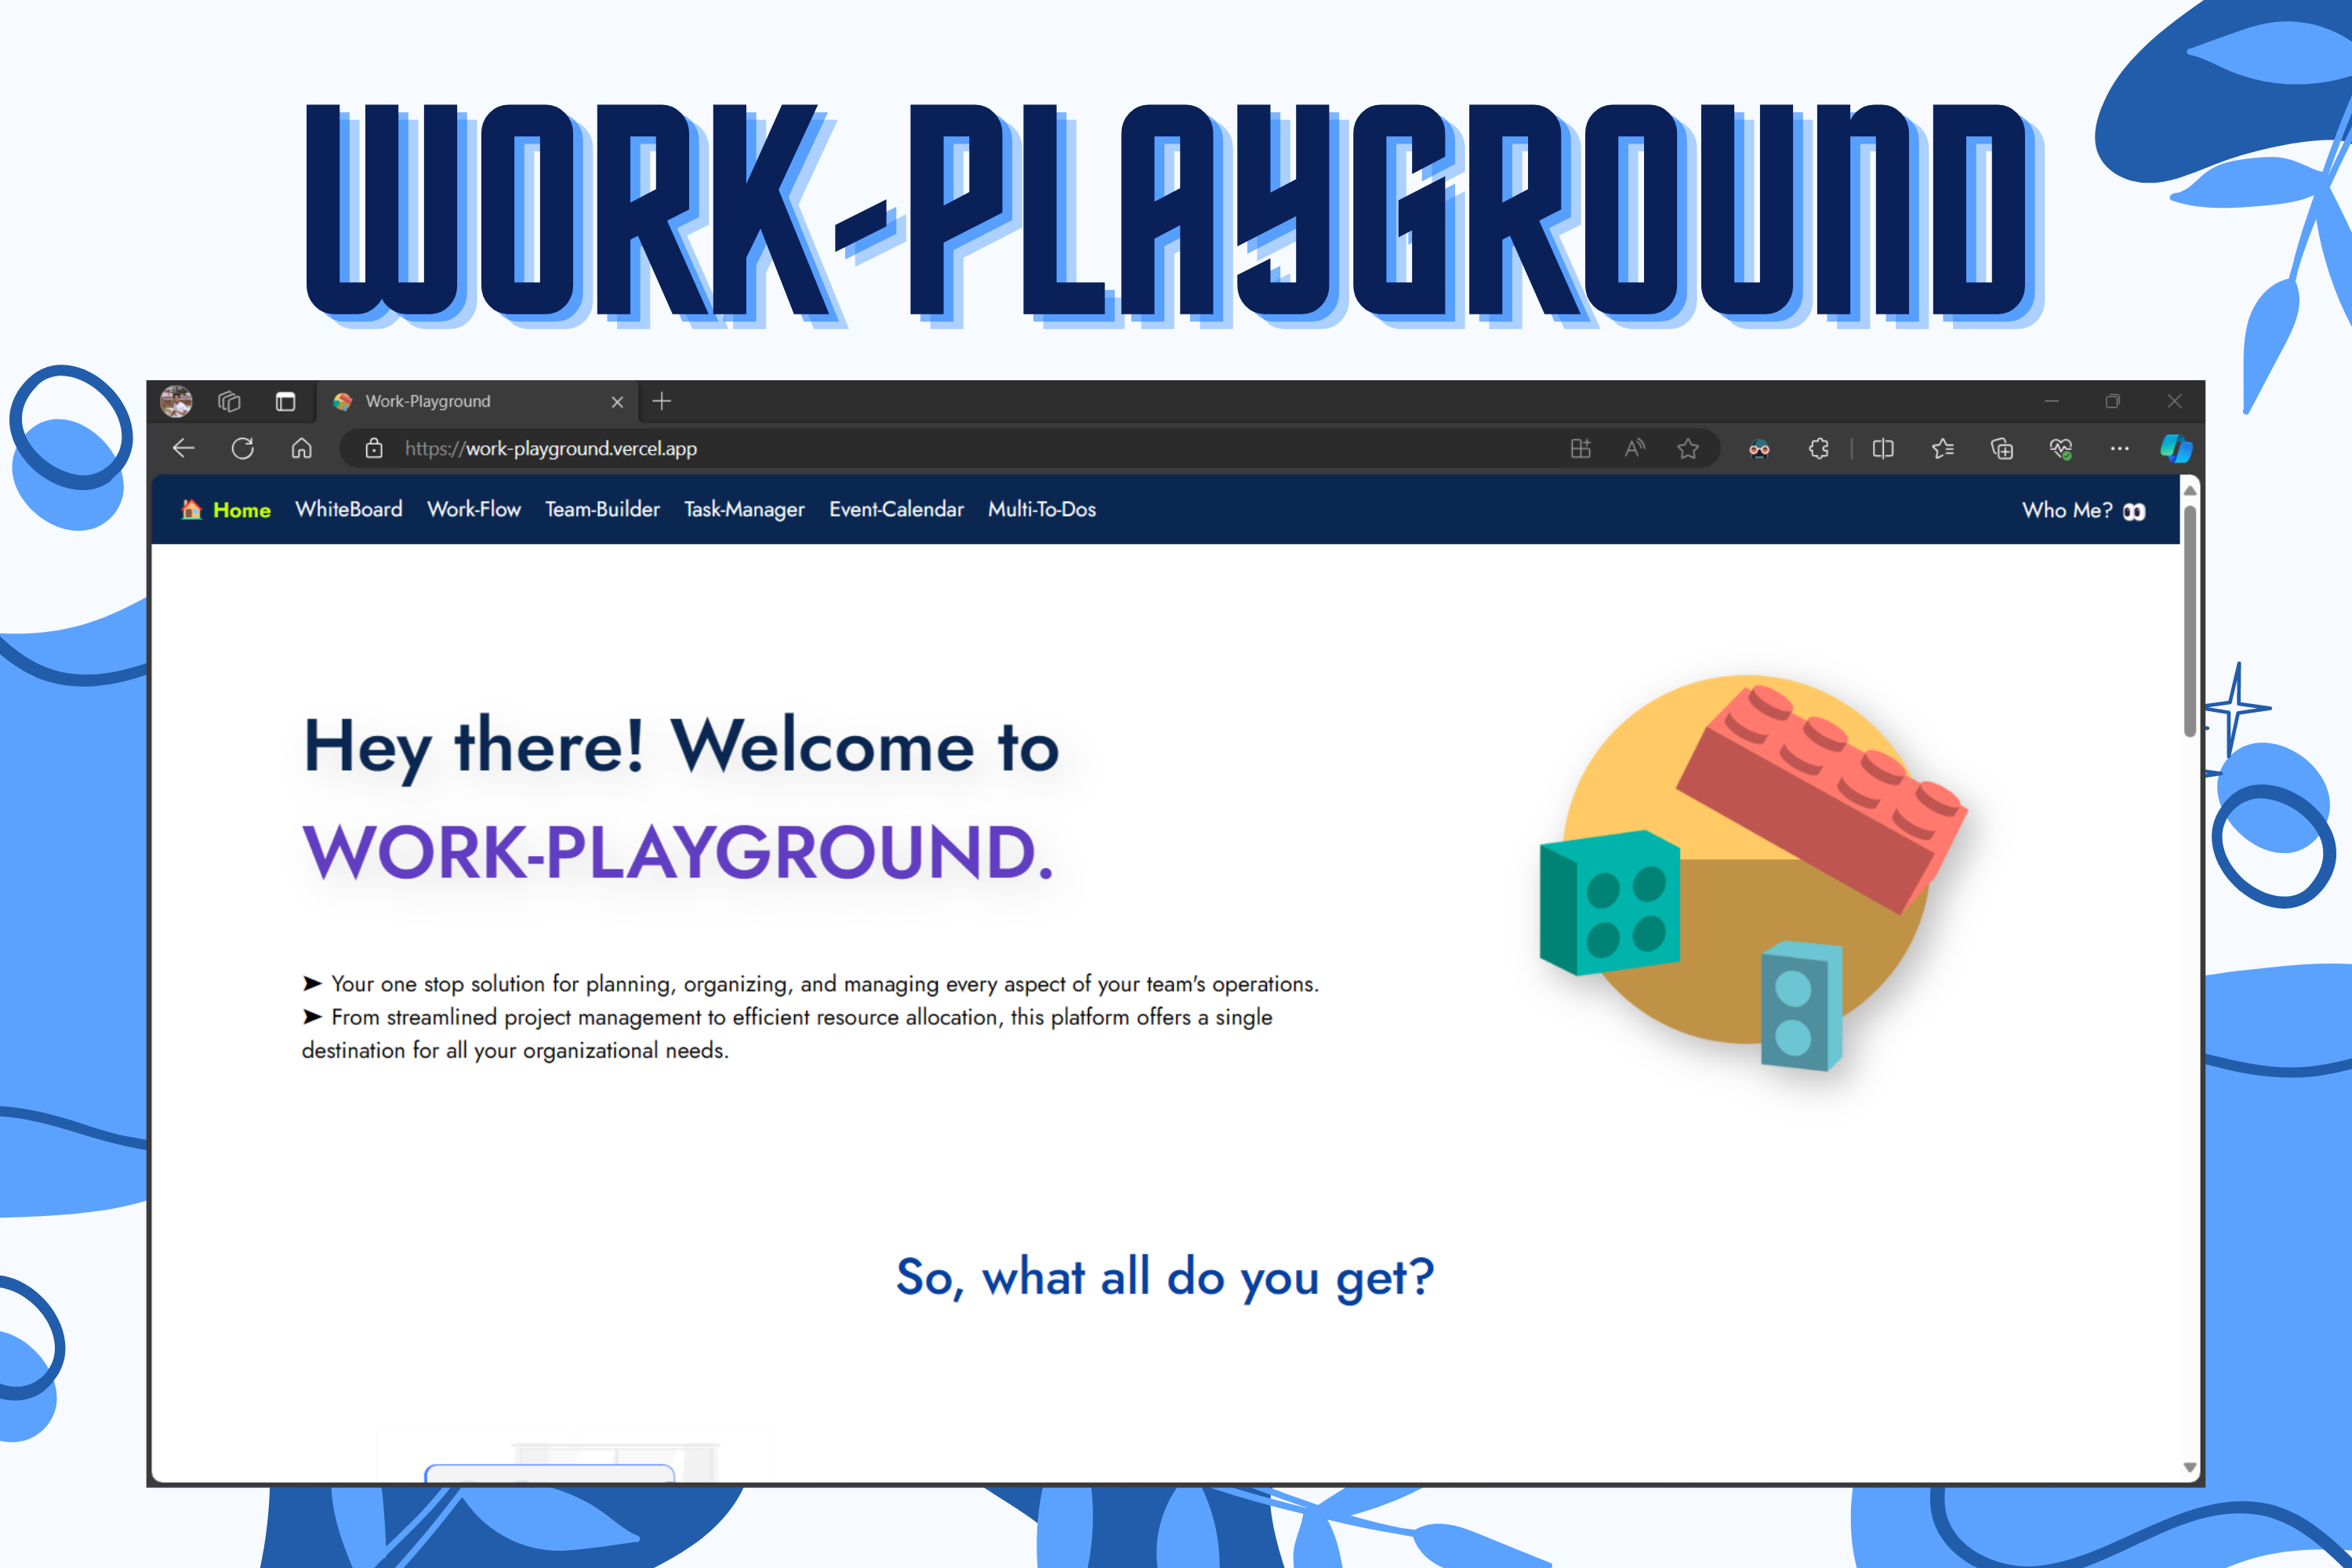 WORK-PLAYGROUND
Work-Playground
https://work-playground.vercel.app
Home WhiteBoard Work-Flow Team-Builder Task-Manager Event-Calendar Multi-To-Dos Who Me?
Hey there! Welcome to
WORK-PLAYGROUND.
➤ Your one stop solution for planning, organizing, and managing every aspect of your team's operations.
➤ From streamlined project management to efficient resource allocation, this platform offers a single
destination for all your organizational needs.
So, what all do you get?